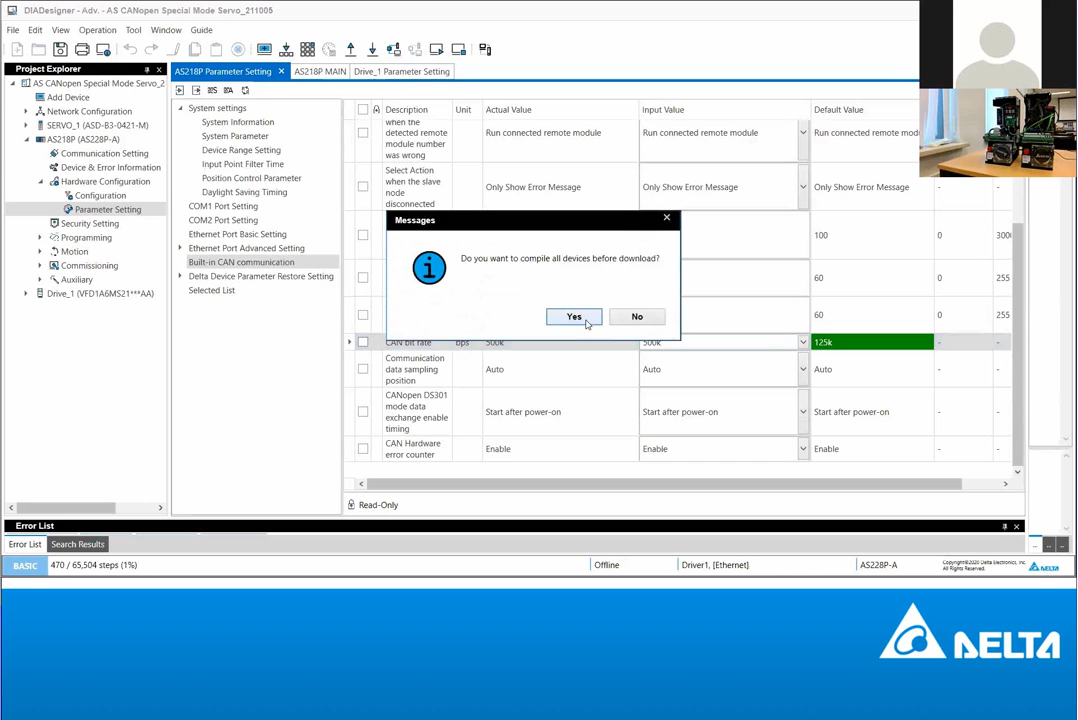 DIADesigner - Adv. - AS CANopen Special Mode Servo_211005
File Edit View Operation Tool Window Guide
Project Explorer
AS CANopen Special Mode Servo_2
Add Device
Network Configuration
SERVO_1 (ASD-B3-0421-M)
AS218P (AS228P-A)
Communication Setting
Device & Error Information
Hardware Configuration
Configuration
Parameter Setting
Security Setting
Programming
Motion
Commissioning
Auxiliary
Drive_1 (VFD1A6MS21***AA)
AS218P Parameter Setting AS218P MAIN Drive_1 Parameter Setting
System settings
System Information
System Parameter
Device Range Setting
Input Point Filter Time
Position Control Parameter
Daylight Saving Timing
COM1 Port Setting
COM2 Port Setting
Ethernet Port Basic Setting
Ethernet Port Advanced Setting
Built-in CAN communication
Delta Device Parameter Restore Setting
Selected List
Description Unit Actual Value Input Value Default Value
when the
detected remote
module number
was wrong
Run connected remote module Run connected remote module Run connected remote mod
Select Action
when the slave
node
disconnected
Only Show Error Message Only Show Error Message Only Show Error Message - -
100 0 3000
60 0 255
60 0 255
Messages
Do you want to compile all devices before download?
Yes No
CAN bit rate bps 500k 500k 125k - -
Communication
data sampling
position
Auto Auto Auto - -
CANopen DS301
mode data
exchange enable
timing
Start after power-on Start after power-on Start after power-on - -
CAN Hardware
error counter
Enable Enable Enable - -
Read-Only
Error List
Error List Search Results
BASIC 470 / 65,504 steps (1%) Offline Driver1, [Ethernet] AS228P-A
Copyright©2020 Delta Electronics, Inc.
All Rights Reserved.
DELTA
DELTA